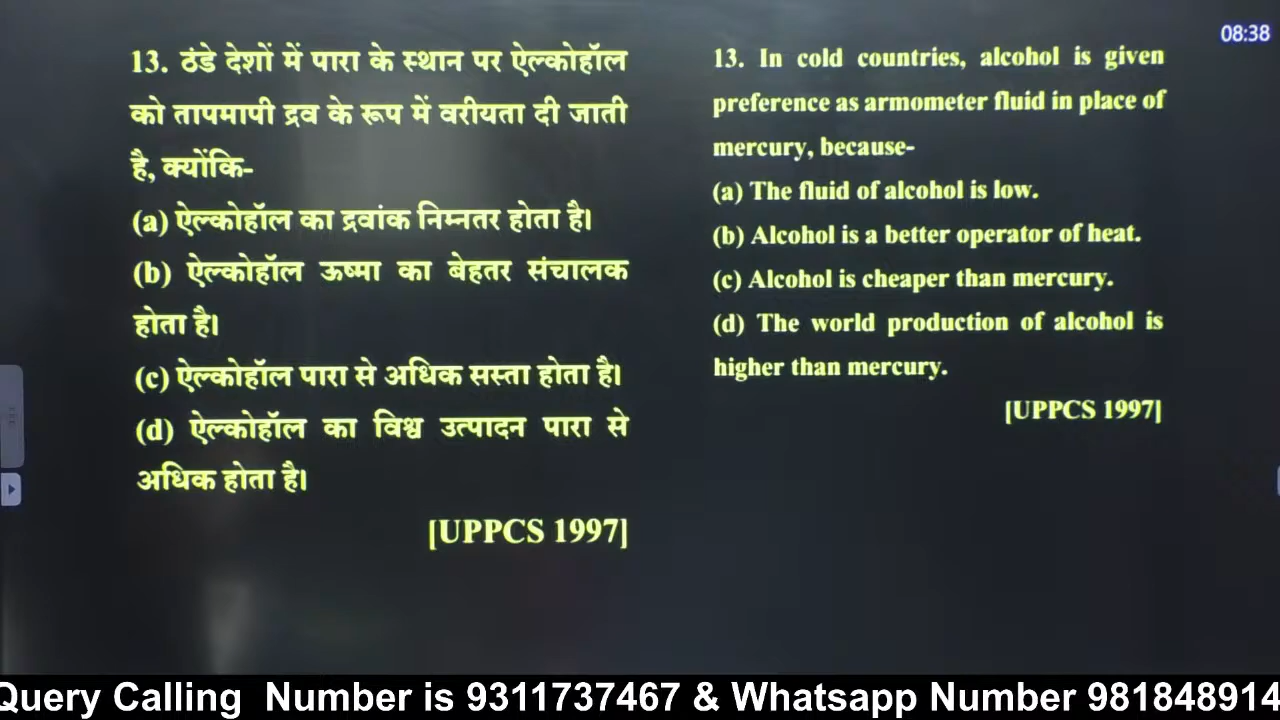 08:38
13. ठंडे देशों में पारा के स्थान पर ऐल्कोहॉल
को तापमापी द्रव के रूप में वरीयता दी जाती
है, क्योंकि-
(a) ऐल्कोहॉल का द्रवांक निम्नतर होता है।
(b) ऐल्कोहॉल ऊष्मा का बेहतर संचालक
होता है।
(c) ऐल्कोहॉल पारा से अधिक सस्ता होता है।
(d) ऐल्कोहॉल का विश्व उत्पादन पारा से
अधिक होता है।
[UPPCS 1997]
13. In cold countries, alcohol is given
preference as armometer fluid in place of
mercury, because-
(a) The fluid of alcohol is low.
(b) Alcohol is a better operator of heat.
(c) Alcohol is cheaper than mercury.
(d) The world production of alcohol is
higher than mercury.
[UPPCS 1997]
Query Calling Number is 9311737467 & Whatsapp Number 981848914